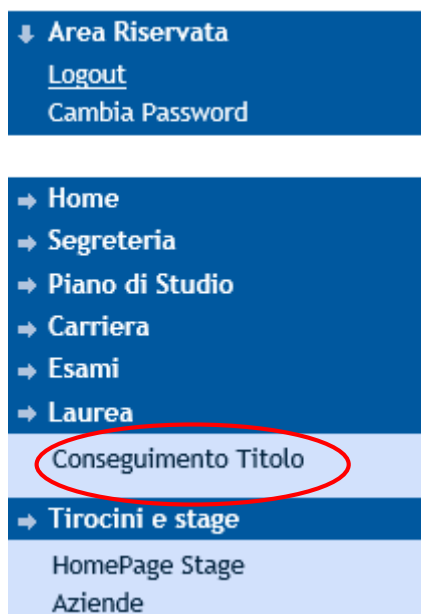 Area Riservata
Logout
Cambia Password
Home
Segreteria
Piano di Studio
Carriera
Esami
Laurea
Conseguimento Titolo
Tirocini e stage
HomePage Stage
Aziende